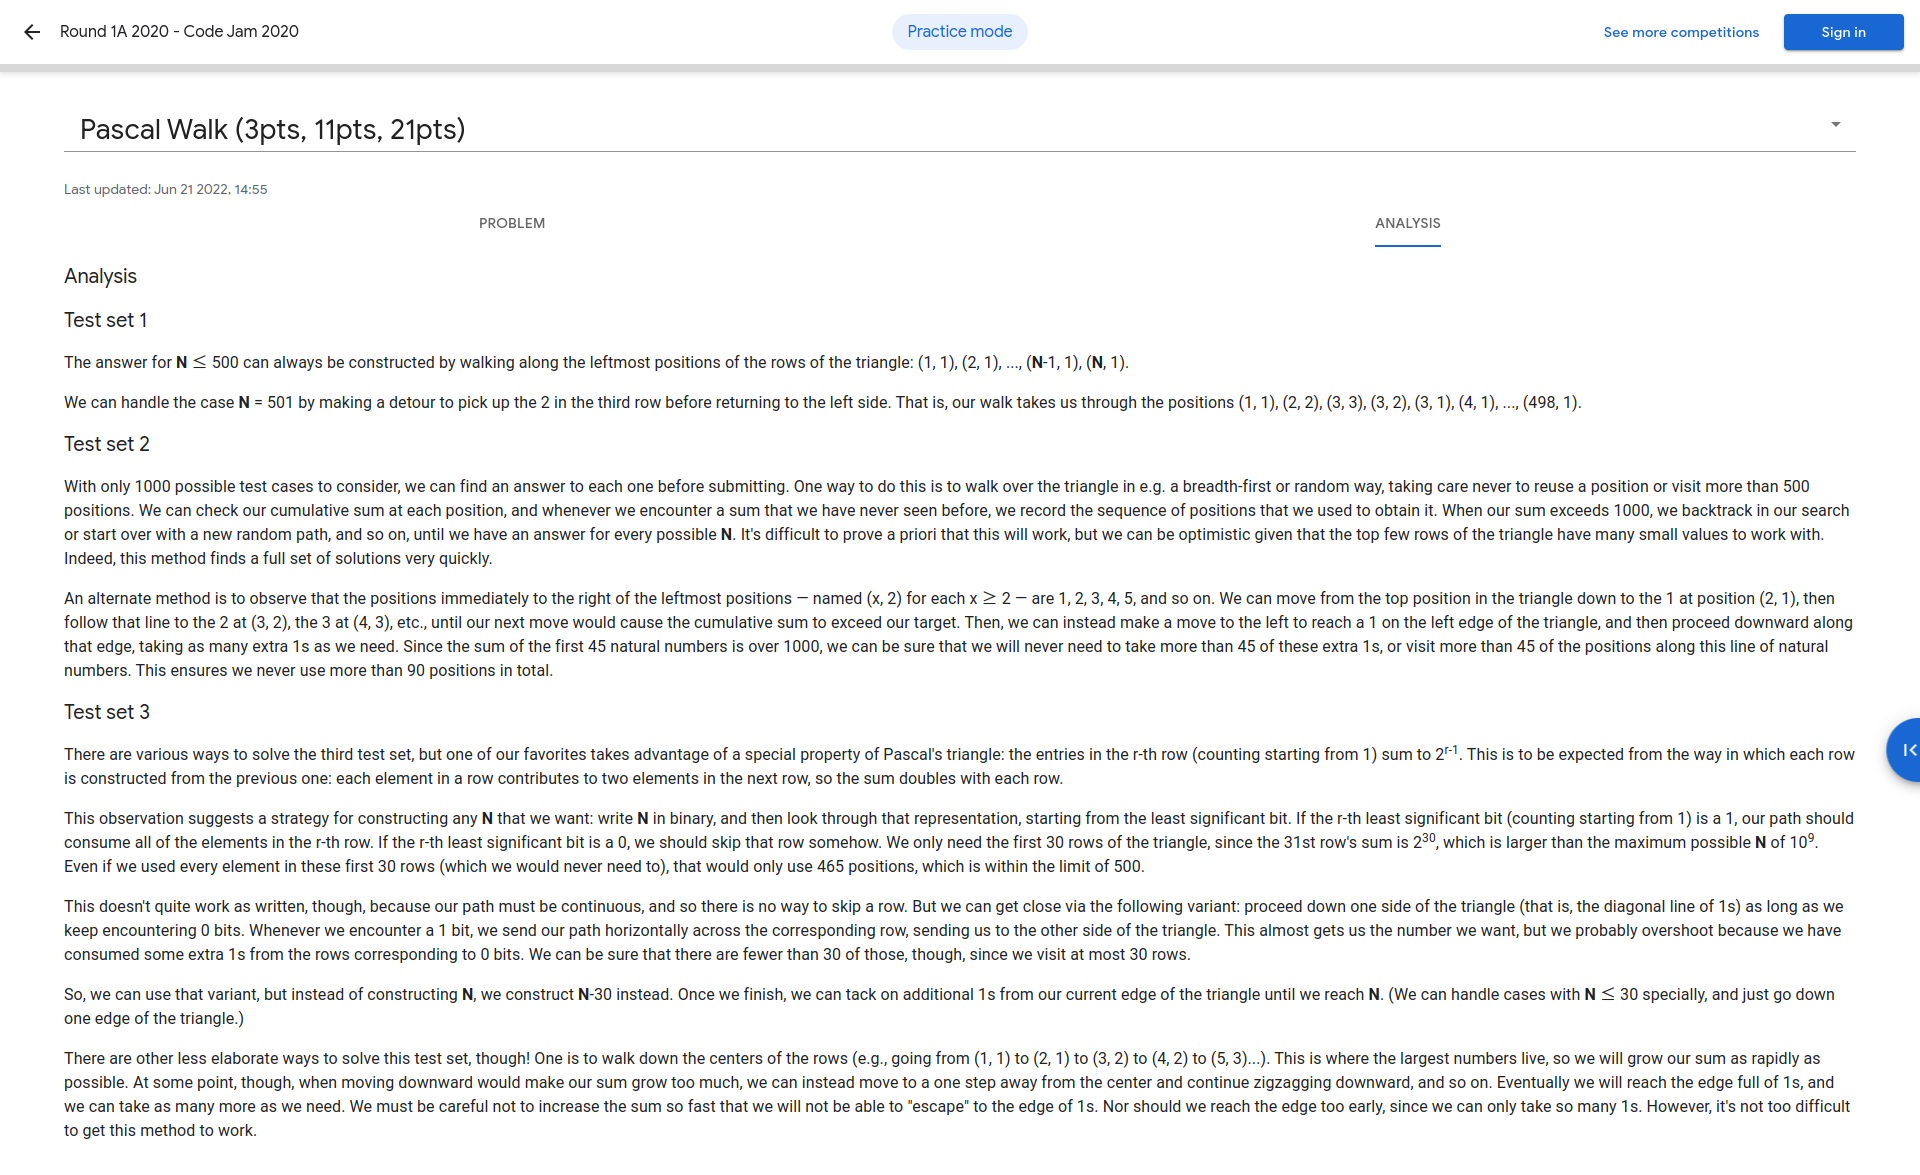 Round 1A 2020 - Code Jam 2020
Practice mode
See more competitions
Sign in
Pascal Walk (3pts, 11pts, 21pts)
Last updated: Jun 21 2022, 14:55
PROBLEM
ANALYSIS
Analysis
Test set 1
The answer for N ≤ 500 can always be constructed by walking along the leftmost positions of the rows of the triangle: (1, 1), (2, 1), ..., (N-1, 1), (N, 1).
We can handle the case N = 501 by making a detour to pick up the 2 in the third row before returning to the left side. That is, our walk takes us through the positions (1, 1), (2, 2), (3, 3), (3, 2), (3, 1), (4, 1), ..., (498, 1).
Test set 2
With only 1000 possible test cases to consider, we can find an answer to each one before submitting. One way to do this is to walk over the triangle in e.g. a breadth-first or random way, taking care never to reuse a position or visit more than 500
positions. We can check our cumulative sum at each position, and whenever we encounter a sum that we have never seen before, we record the sequence of positions that we used to obtain it. When our sum exceeds 1000, we backtrack in our search
or start over with a new random path, and so on, until we have an answer for every possible N. It's difficult to prove a priori that this will work, but we can be optimistic given that the top few rows of the triangle have many small values to work with.
Indeed, this method finds a full set of solutions very quickly.
An alternate method is to observe that the positions immediately to the right of the leftmost positions — named (x, 2) for each x ≥ 2 — are 1, 2, 3, 4, 5, and so on. We can move from the top position in the triangle down to the 1 at position (2, 1), then
follow that line to the 2 at (3, 2), the 3 at (4, 3), etc., until our next move would cause the cumulative sum to exceed our target. Then, we can instead make a move to the left to reach a 1 on the left edge of the triangle, and then proceed downward along
that edge, taking as many extra 1s as we need. Since the sum of the first 45 natural numbers is over 1000, we can be sure that we will never need to take more than 45 of these extra 1s, or visit more than 45 of the positions along this line of natural
numbers. This ensures we never use more than 90 positions in total.
Test set 3
There are various ways to solve the third test set, but one of our favorites takes advantage of a special property of Pascal's triangle: the entries in the r-th row (counting starting from 1) sum to 2^r-1. This is to be expected from the way in which each row
is constructed from the previous one: each element in a row contributes to two elements in the next row, so the sum doubles with each row.
This observation suggests a strategy for constructing any N that we want: write N in binary, and then look through that representation, starting from the least significant bit. If the r-th least significant bit (counting starting from 1) is a 1, our path should
consume all of the elements in the r-th row. If the r-th least significant bit is a 0, we should skip that row somehow. We only need the first 30 rows of the triangle, since the 31st row's sum is 2^30, which is larger than the maximum possible N of 10^9.
Even if we used every element in these first 30 rows (which we would never need to), that would only use 465 positions, which is within the limit of 500.
This doesn't quite work as written, though, because our path must be continuous, and so there is no way to skip a row. But we can get close via the following variant: proceed down one side of the triangle (that is, the diagonal line of 1s) as long as we
keep encountering 0 bits. Whenever we encounter a 1 bit, we send our path horizontally across the corresponding row, sending us to the other side of the triangle. This almost gets us the number we want, but we probably overshoot because we have
consumed some extra 1s from the rows corresponding to 0 bits. We can be sure that there are fewer than 30 of those, though, since we visit at most 30 rows.
So, we can use that variant, but instead of constructing N, we construct N-30 instead. Once we finish, we can tack on additional 1s from our current edge of the triangle until we reach N. (We can handle cases with N ≤ 30 specially, and just go down
one edge of the triangle.)
There are other less elaborate ways to solve this test set, though! One is to walk down the centers of the rows (e.g., going from (1, 1) to (2, 1) to (3, 2) to (4, 2) to (5, 3)...). This is where the largest numbers live, so we will grow our sum as rapidly as
possible. At some point, though, when moving downward would make our sum grow too much, we can instead move to a one step away from the center and continue zigzagging downward, and so on. Eventually we will reach the edge full of 1s, and
we can take as many more as we need. We must be careful not to increase the sum so fast that we will not be able to "escape" to the edge of 1s. Nor should we reach the edge too early, since we can only take so many 1s. However, it's not too difficult
to get this method to work.